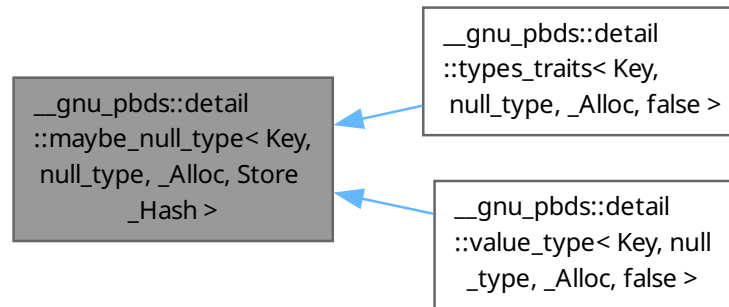 __gnu_pbds::detail
::maybe_null_type< Key,
null_type, _Alloc, Store
_Hash >
__gnu_pbds::detail
::types_traits< Key,
null_type, _Alloc, false >
__gnu_pbds::detail
::value_type< Key, null
_type, _Alloc, false >